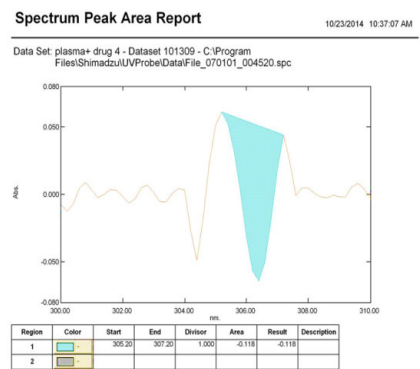 Spectrum Peak Area Report
10/23/2014 10:37:07 AM
Data Set: plasma+ drug 4 - Dataset 101309 - C:\Program
Files\Shimadzu\UVProbe\Data\File_070101_004520.spc
0.080
0.050
0.000
-0.050
-0.080
Abs.
300.00 302.00 304.00 306.00 308.00 310.00
nm.
Region Color Start End Divisor Area Result Description
1 - 305.20 307.20 1.000 -0.118 -0.118
2 -